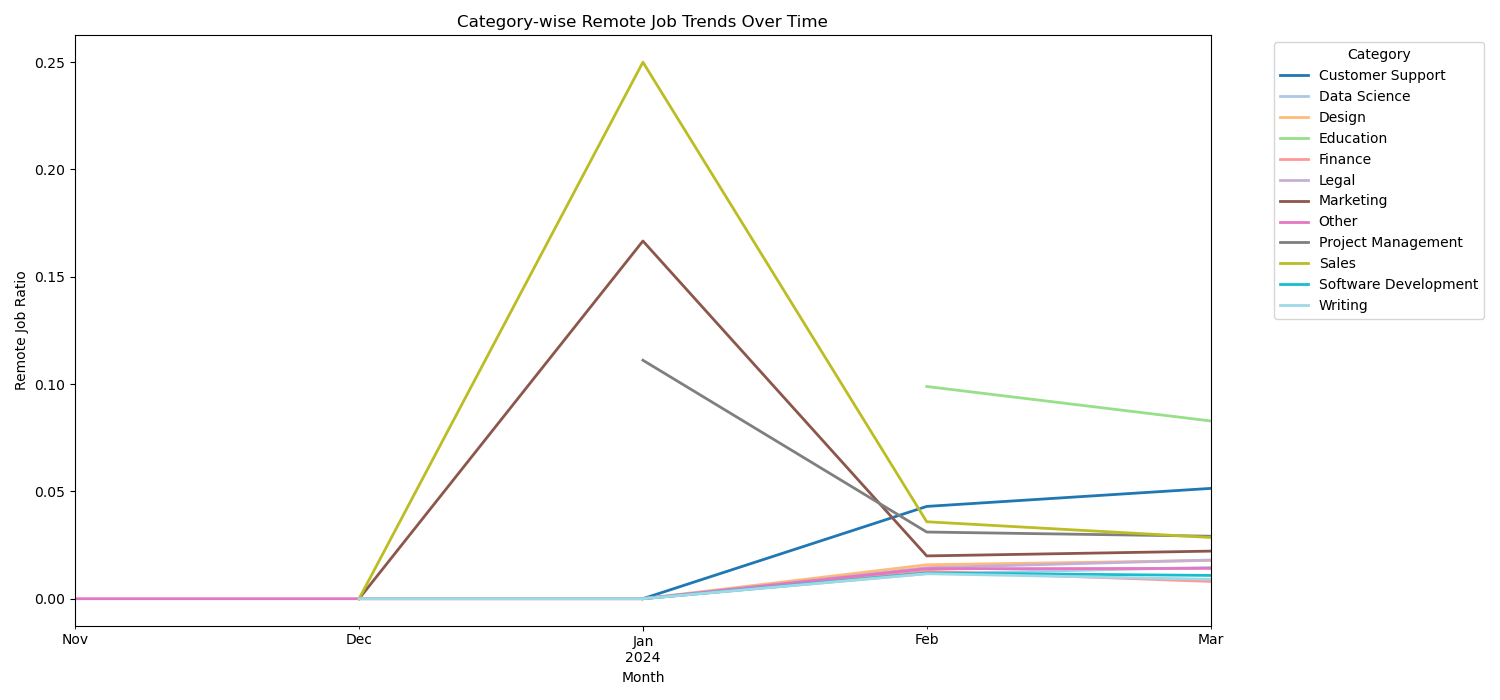 Category-wise Remote Job Trends Over Time
Remote Job Ratio
0.25
0.20
0.15
0.10
0.05
0.00
Nov
Dec
Jan
2024
Feb
Mar
Month
Category
Customer Support
Data Science
Design
Education
Finance
Legal
Marketing
Other
Project Management
Sales
Software Development
Writing